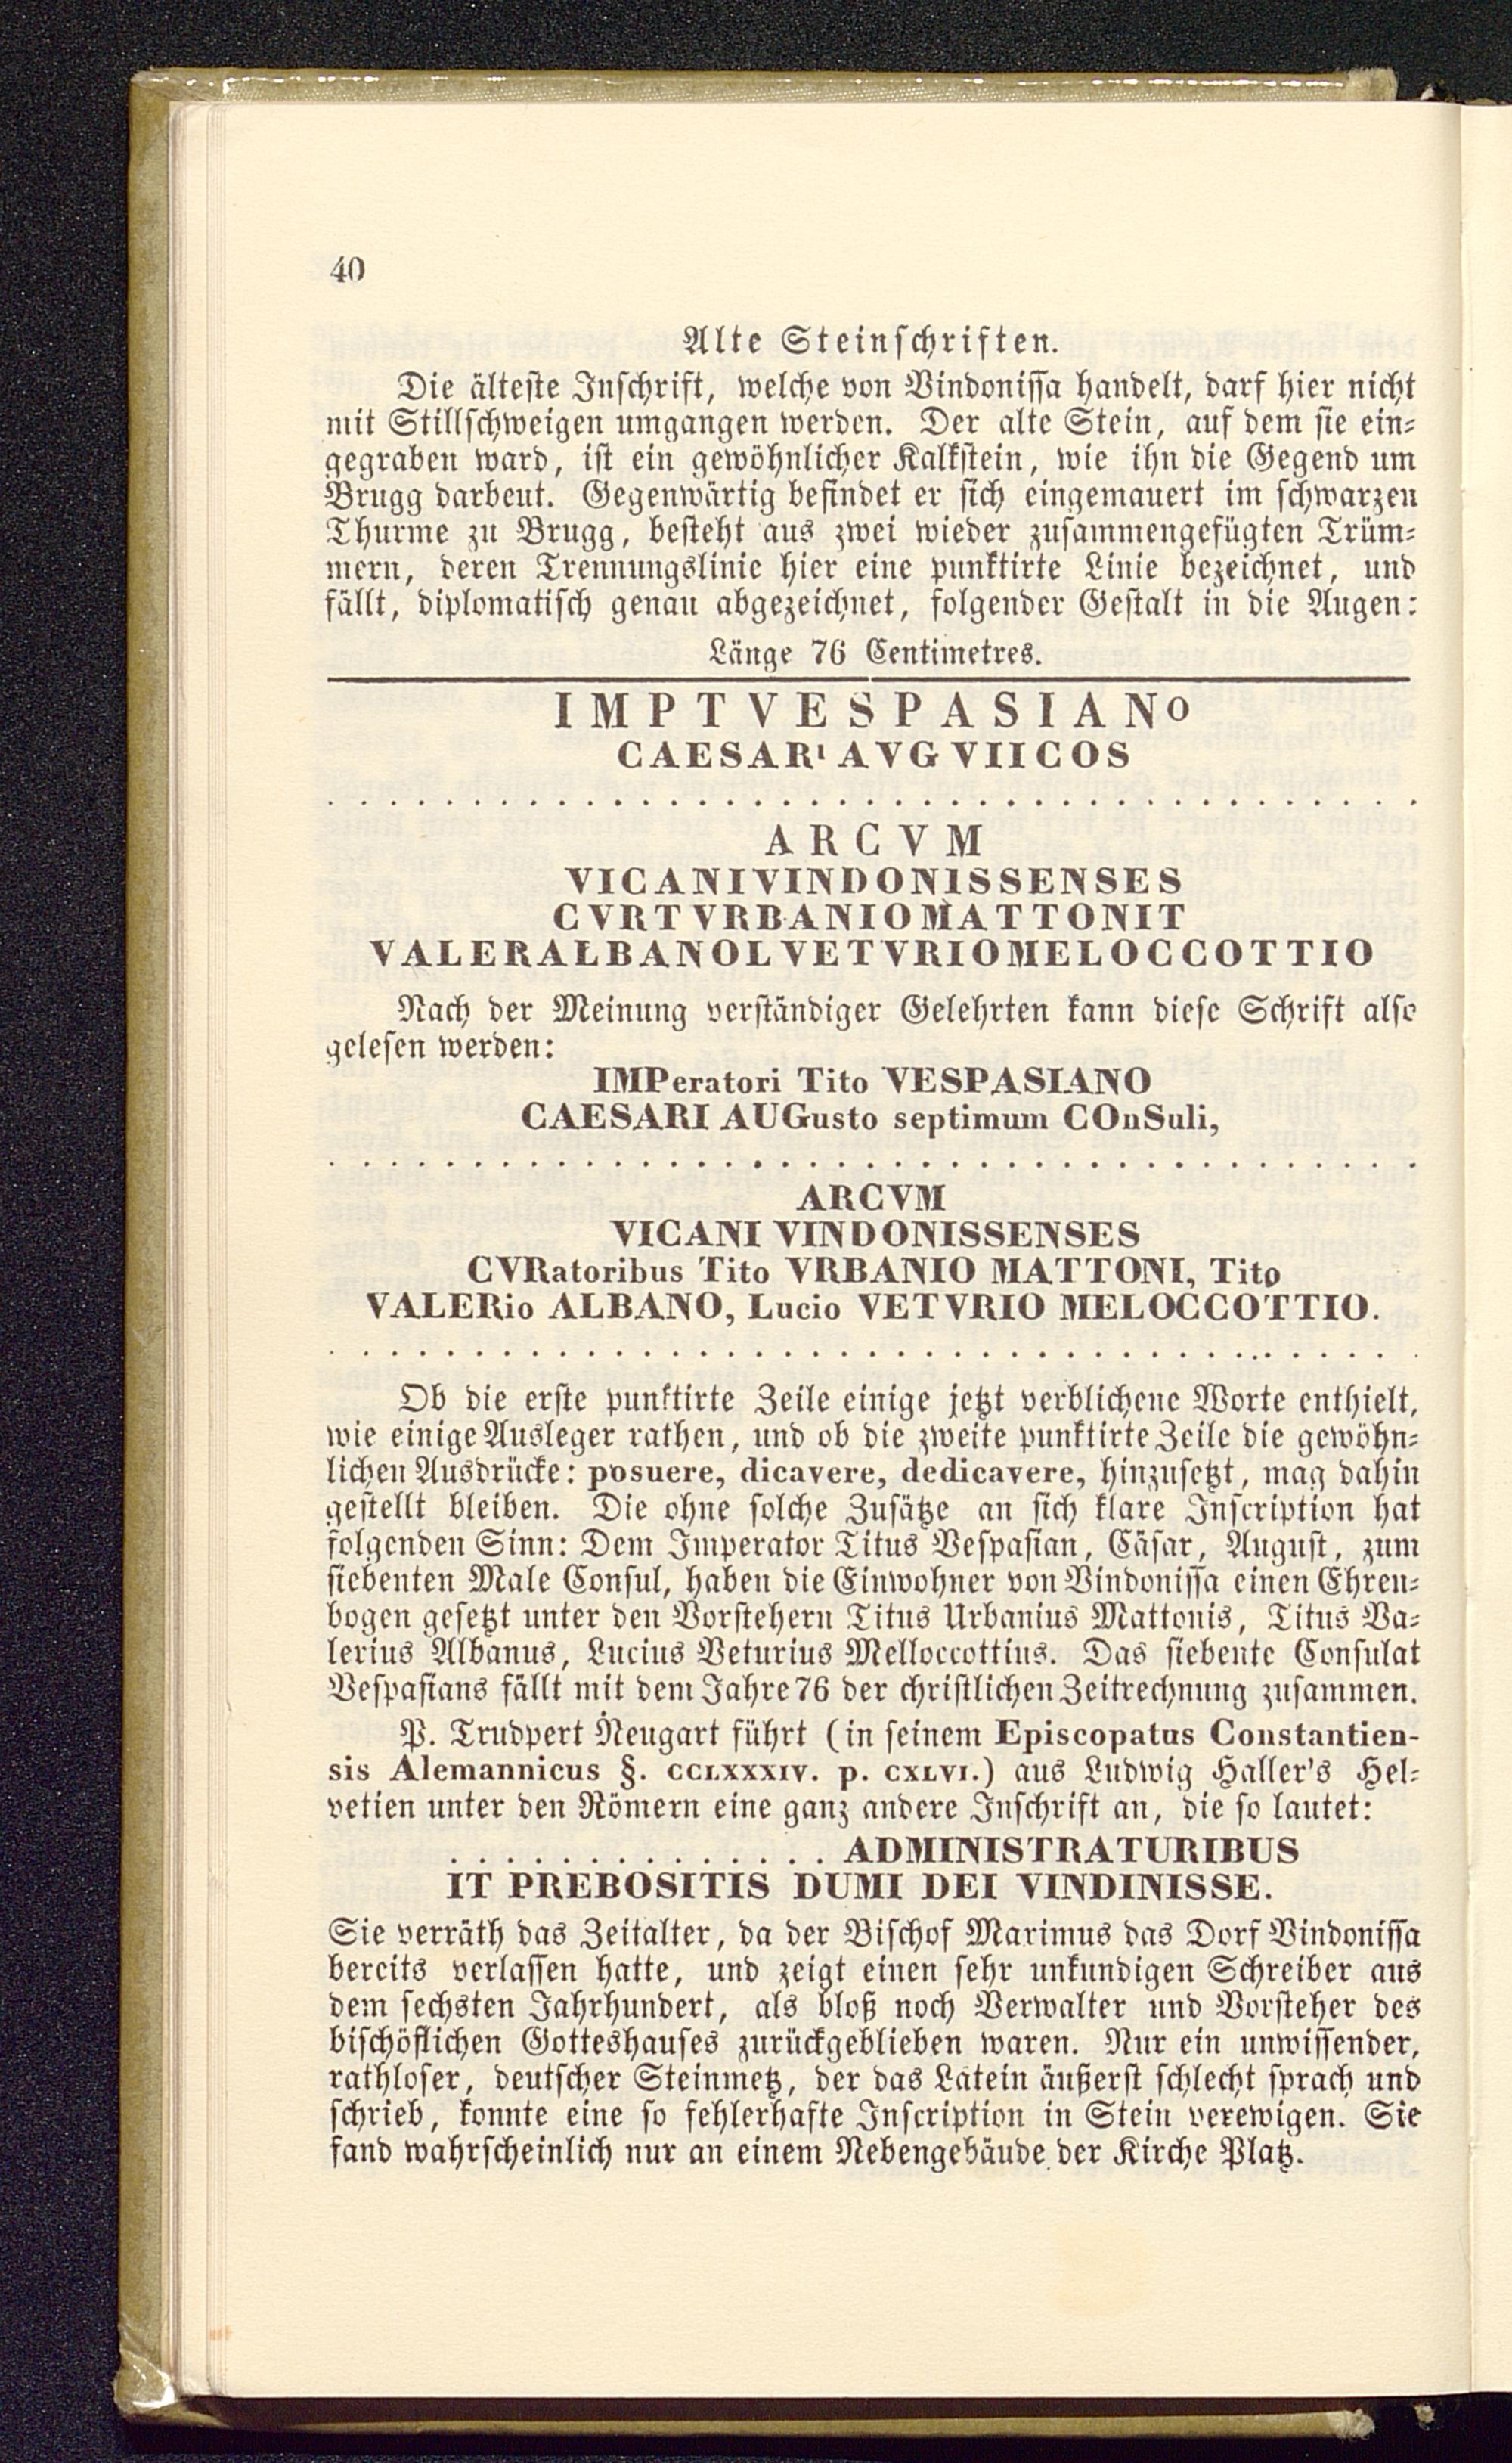 40
Alte Steinschriften.
Die älteste Inschrift, welche von Vindonissa handelt, darf hier nicht
mit Stillschweigen umgangen werden. Der alte Stein, auf dem sie ein-
gegraben ward, ist ein gewöhnlicher Kalkstein, wie ihn die Gegend um
Brugg darbeut. Gegenwärtig befindet er sich eingemauert im schwarzen
Thurme zu Brugg, besteht aus zwei wieder zusammengefügten Trüm-
mern, deren Trennungslinie hier eine punktirte Linie bezeichnet, und
fällt, diplomatisch genau abgezeichnet, folgender Gestalt in die Augen:
Länge 76 Centimetres.
IMPTVESPASIANO
CAESARI AVG VIICOS
. . . . . . . . . . . . . . . . . . . . . . . . . . . . . . . . . . . . . . .
ARCVM
VICANIVINDONISSENSES
CVRTVRBANIOMATTONIT
VALERALBANOLVETVRIOMELOCCOTTIO
Nach der Meinung verständiger Gelehrten kann diese Schrift also
gelesen werden:
IMPeratori Tito VESPASIANO
CAESARI AUGusto septimum COnSuli,
. . . . . . . . . . . . . . . . . . . . . . . . . . . . . . . . . . . . . . .
ARCVM
VICANI VINDONISSENSES
CVRatoribus Tito VRBANIO MATTONI, Tito
VALERio ALBANO, Lucio VETVRIO MELOCCOTTIO.
. . . . . . . . . . . . . . . . . . . . . . . . . . . . . . . . . . . . . . .
Ob die erste punktirte Zeile einige jetzt verblichene Worte enthielt,
wie einige Ausleger rathen, und ob die zweite punktirte Zeile die gewöhn-
lichen Ausdrücke: posuere, dicavere, dedicavere, hinzusetzt, mag dahin
gestellt bleiben. Die ohne solche Zusätze an sich klare Inscription hat
folgenden Sinn: Dem Imperator Titus Vespasian, Cäsar, August, zum
siebenten Male Consul, haben die Einwohner von Vindonissa einen Ehren-
bogen gesetzt unter den Vorstehern Titus Urbanius Mattonis, Titus Va-
lerius Albanus, Lucius Veturius Melloccottius. Das siebente Consulat
Vespasians fällt mit dem Jahre 76 der christlichen Zeitrechnung zusammen.
P. Trudpert Neugart führt (in seinem Episcopatus Constantien-
sis Alemannicus §. CCLXXXIV. p. CXLVI.) aus Ludwig Haller's Hel-
vetien unter den Römern eine ganz andere Inschrift an, die so lautet:
. . . . . . . . . . . . . . ADMINISTRATURIBUS
IT PREBOSITIS DUMI DEI VINDINISSE.
Sie verräth das Zeitalter, da der Bischof Marimus das Dorf Vindonissa
bereits verlassen hatte, und zeigt einen sehr unkundigen Schreiber aus
dem sechsten Jahrhundert, als bloß noch Verwalter und Vorsteher des
bischöflichen Gotteshauses zurückgeblieben waren. Nur ein unwissender,
rathloser, deutscher Steinmetz, der das Latein äußerst schlecht sprach und
schrieb, konnte eine so fehlerhafte Inscription in Stein verewigen. Sie
fand wahrscheinlich nur an einem Nebengebäude der Kirche Platz.